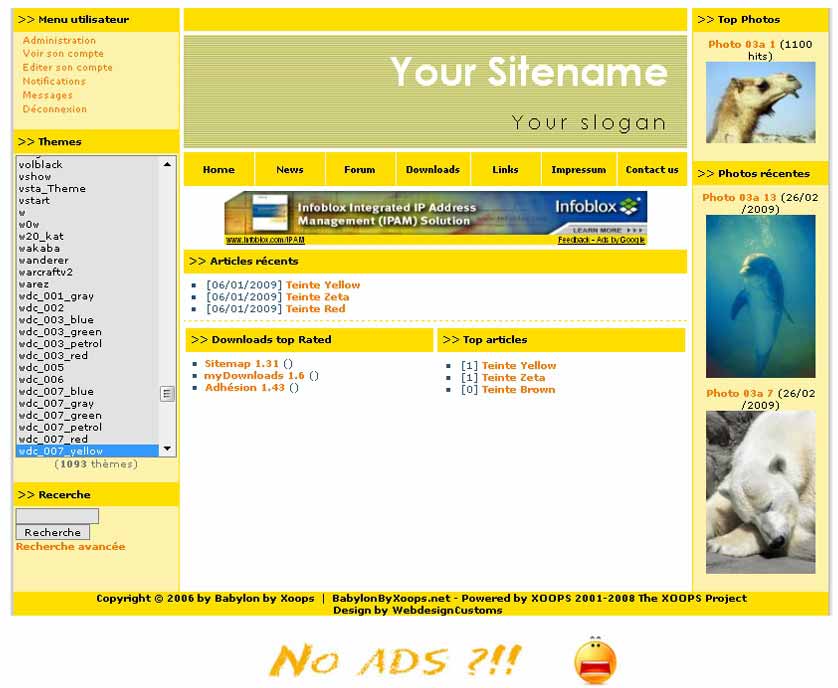 >> Menu utilisateur
Administration
Voir son compte
Editer son compte
Notifications
Messages
Déconnexion
>> Themes
volblack
vshow
vsta_Theme
vstart
w
w0w
w20_kat
wakaba
wanderer
warcraftv2
warez
wdc_001_gray
wdc_002
wdc_003_blue
wdc_003_green
wdc_003_petrol
wdc_003_red
wdc_005
wdc_006
wdc_007_blue
wdc_007_gray
wdc_007_green
wdc_007_petrol
wdc_007_red
wdc_007_yellow
(1093 thèmes)
>> Recerche
Recherche
Recherche avancée
Your Sitename
Your slogan
Home News Forum Downloads Links Impressum Contact us
Infoblox Integrated IP Address
Management (IPAM) Solution
www.infoblox.com
Infoblox
LEARN MORE >>>
www.infoblox.com/IPAM
Feedback - Ads by Google
>> Articles récents
[06/01/2009] Teinte Yellow
[06/01/2009] Teinte Zeta
[06/01/2009] Teinte Red
>> Downloads top Rated
Sitemap 1.31 ()
myDownloads 1.6 ()
Adhésion 1.43 ()
>> Top articles
[1] Teinte Yellow
[1] Teinte Zeta
[0] Teinte Brown
>> Top Photos
Photo 03a 1 (1100
hits)
>> Photos récentes
Photo 03a 13 (26/02
/2009)
Photo 03a 7 (26/02
/2009)
Copyright © 2006 by Babylon by Xoops | BabylonByXoops.net - Powered by XOOPS 2001-2008 The XOOPS Project
Design by WebdesignCustoms
No ADS ?!!